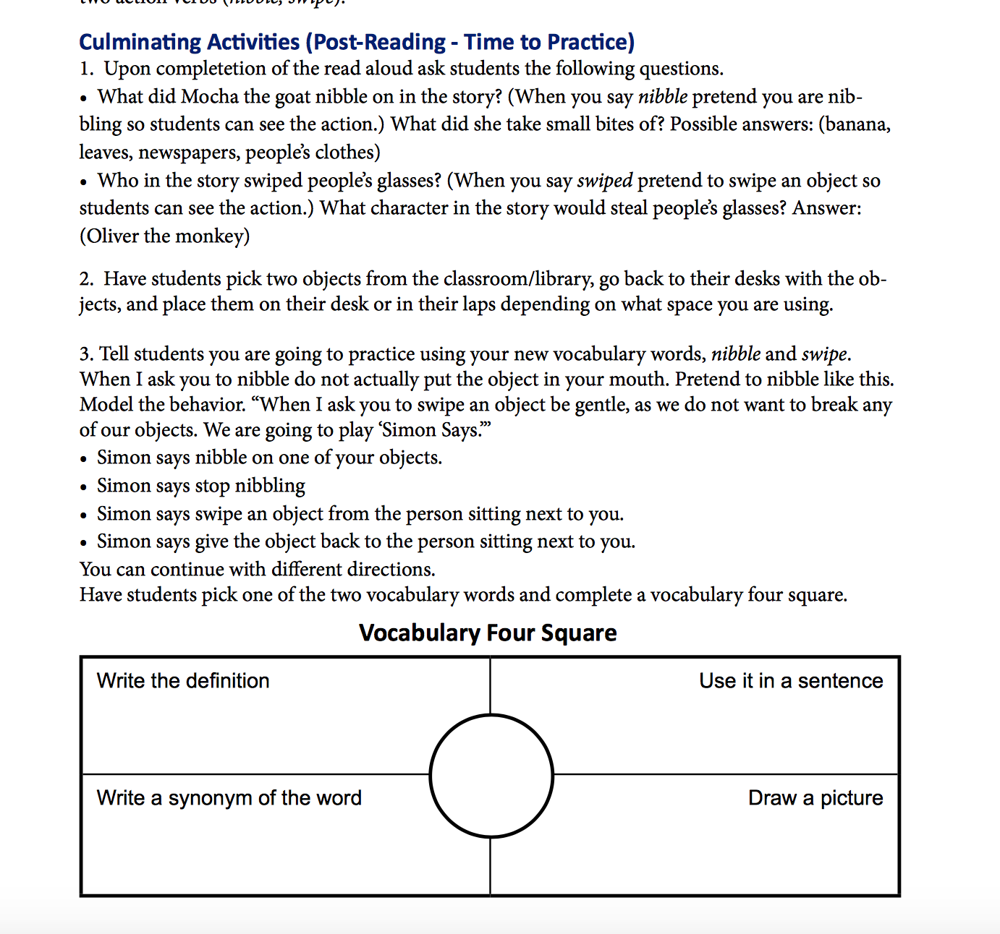 two action verbs (nibble, swipe).
Culminating Activities (Post-Reading - Time to Practice)
1.  Upon completetion of the read aloud ask students the following questions.
• What did Mocha the goat nibble on in the story? (When you say nibble pretend you are nib-
bling so students can see the action.) What did she take small bites of? Possible answers: (banana,
leaves, newspapers, people’s clothes)
• Who in the story swiped people’s glasses? (When you say swiped pretend to swipe an object so
students can see the action.) What character in the story would steal people’s glasses? Answer:
(Oliver the monkey)
2.  Have students pick two objects from the classroom/library, go back to their desks with the ob-
jects, and place them on their desk or in their laps depending on what space you are using.
3. Tell students you are going to practice using your new vocabulary words, nibble and swipe.
When I ask you to nibble do not actually put the object in your mouth. Pretend to nibble like this.
Model the behavior. “When I ask you to swipe an object be gentle, as we do not want to break any
of our objects. We are going to play ‘Simon Says.’”
• Simon says nibble on one of your objects.
• Simon says stop nibbling
• Simon says swipe an object from the person sitting next to you.
• Simon says give the object back to the person sitting next to you.
You can continue with different directions.
Have students pick one of the two vocabulary words and complete a vocabulary four square.
Vocabulary Four Square
Write the definition
Use it in a sentence
Write a synonym of the word
Draw a picture